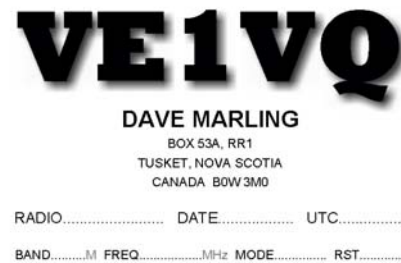 VE1VQ
DAVE MARLING
BOX 53A, RR1
TUSKET, NOVA SCOTIA
CANADA B0W 3M0
RADIO....................... DATE................. UTC...............
BAND.........M FREQ................MHz MODE.............. RST............